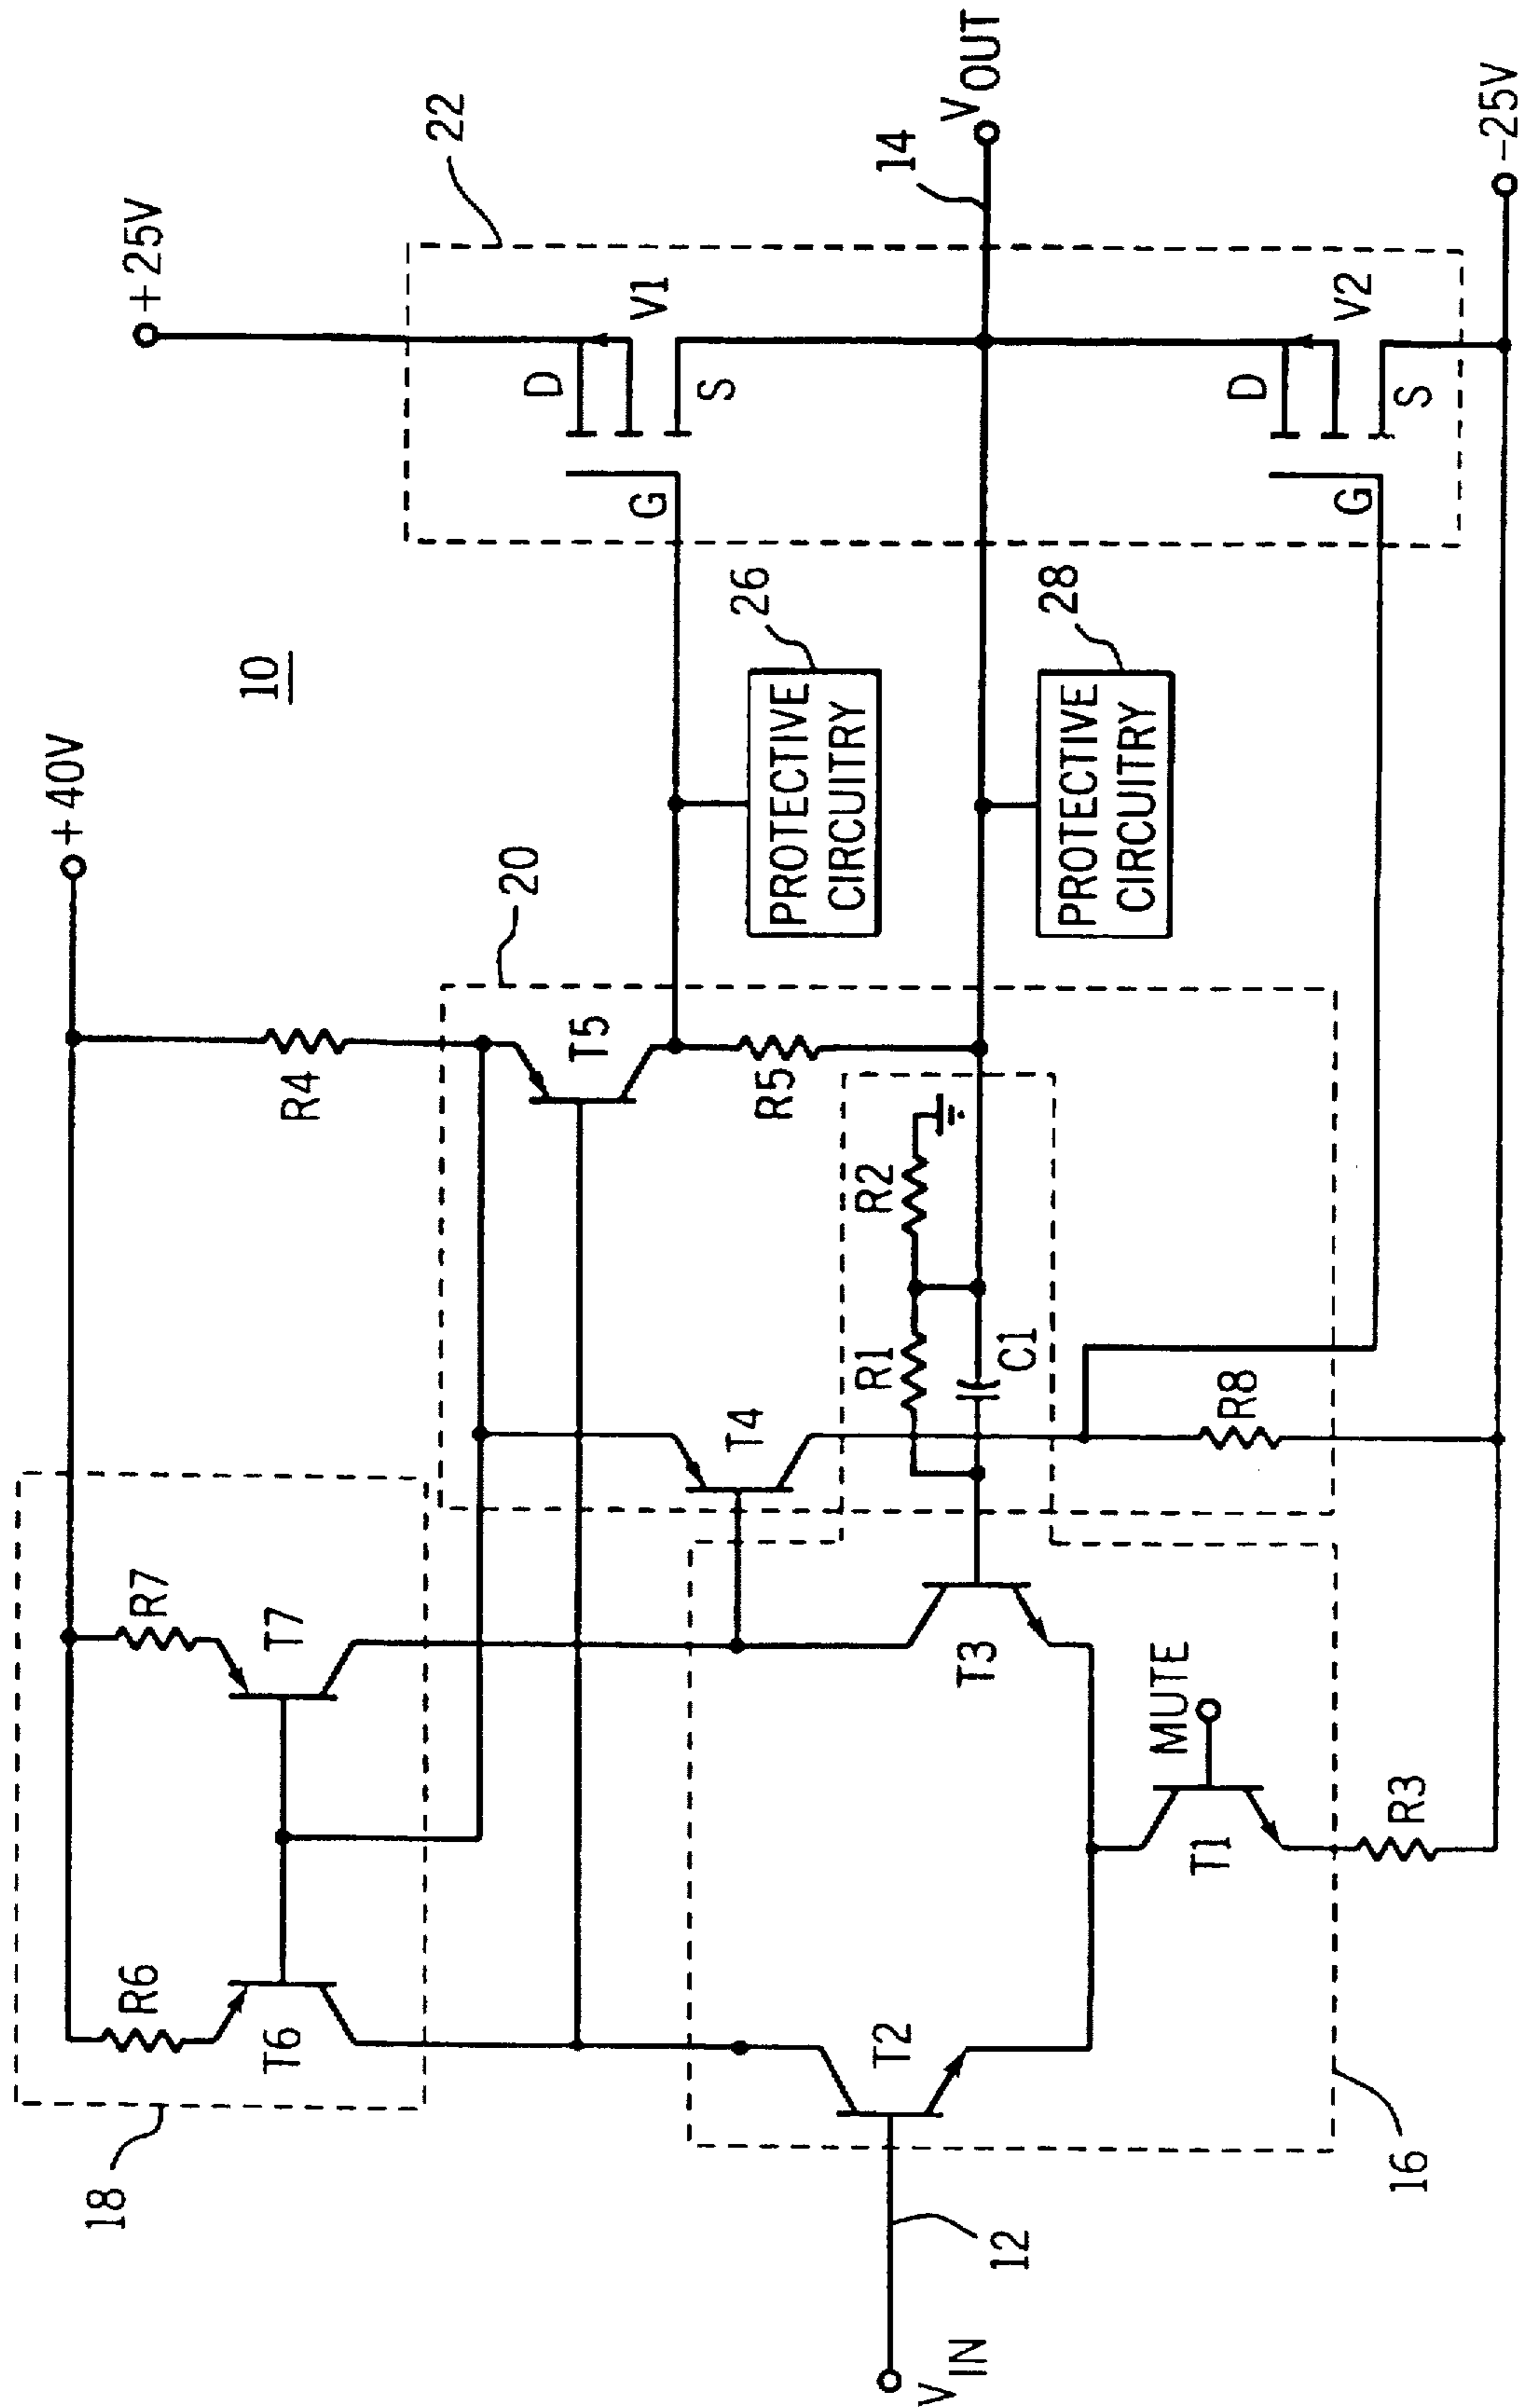 +40V
10
+25V
22
18
R6
R7
T6
T7
R4
20
T5
D
V1
G
S
T4
R5
26
PROTECTIVE
CIRCUITRY
14
V OUT
VIN
12
T2
T3
R1
R2
C1
28
PROTECTIVE
CIRCUITRY
MUTE
T1
R3
R8
D
V2
G
S
16
-25V